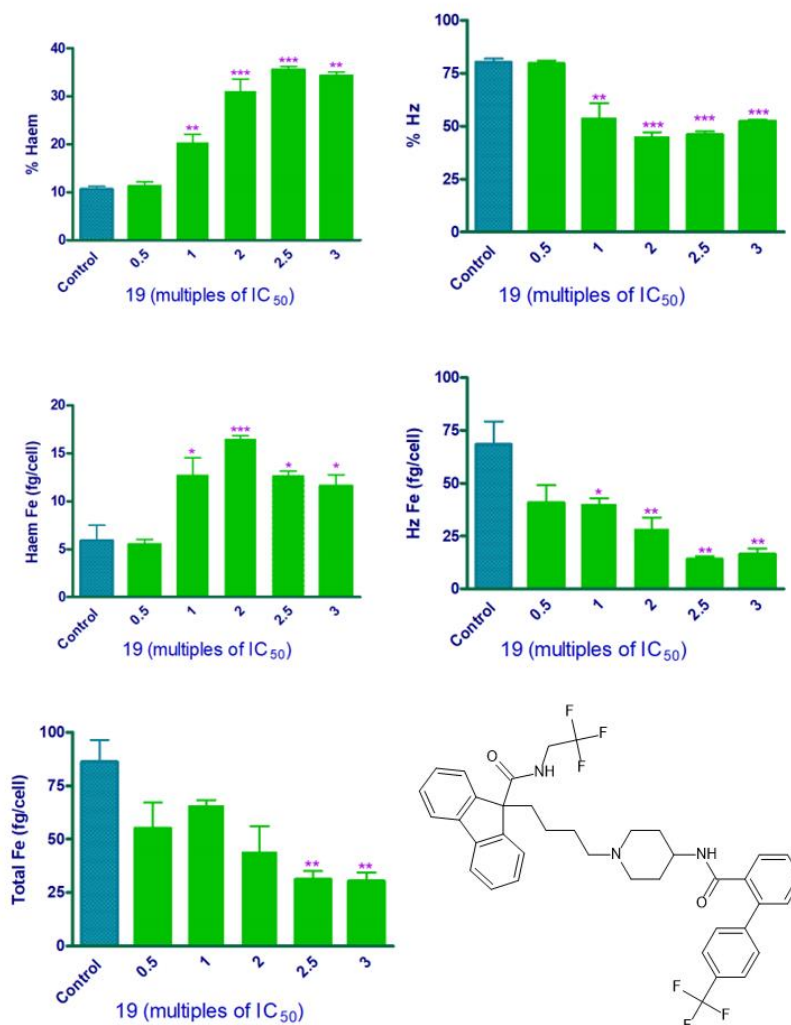 % Haem
40
30
20
10
0
**
***
***
**
Control
0.5
1
2
2.5
3
19 (multiples of IC50)
% Hz
100
75
50
25
0
**
***
***
***
Control
0.5
1
2
2.5
3
19 (multiples of IC50)
Haem Fe (fg/cell)
20
15
10
5
0
*
***
*
*
Control
0.5
1
2
2.5
3
19 (multiples of IC50)
Hz Fe (fg/cell)
100
75
50
25
0
*
**
**
**
Control
0.5
1
2
2.5
3
19 (multiples of IC50)
Total Fe (fg/cell)
100
75
50
25
0
**
**
Control
0.5
1
2
2.5
3
19 (multiples of IC50)
F
F
F
O
NH
N
NH
O
F
F
F